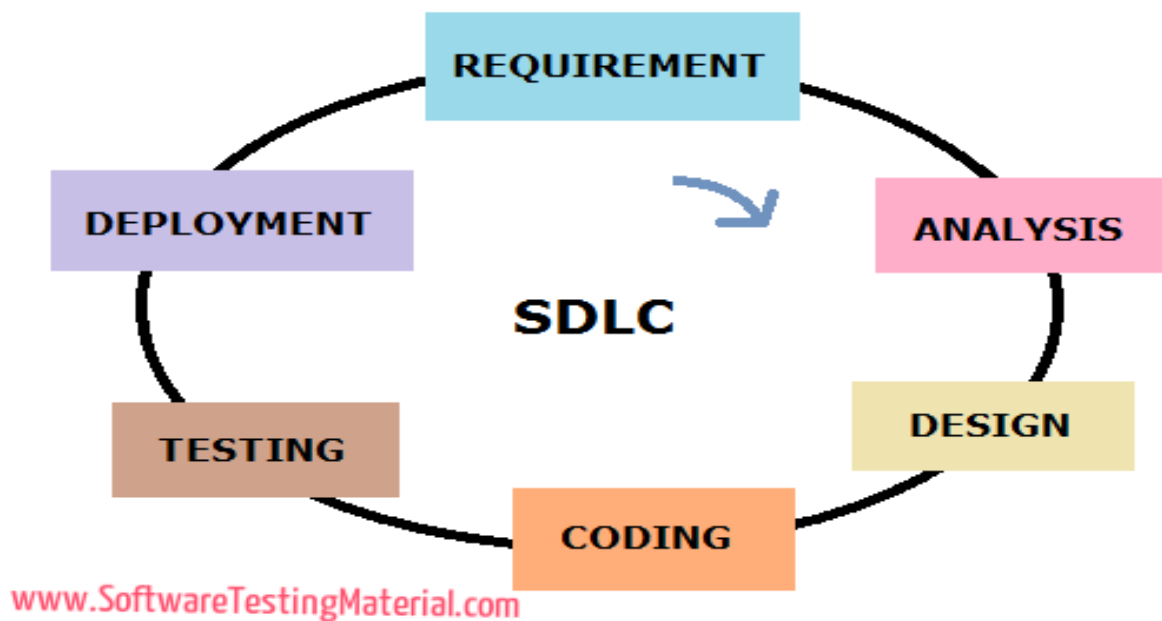 REQUIREMENT
DEPLOYMENT
ANALYSIS
SDLC
DESIGN
TESTING
CODING
www.SoftwareTestingMaterial.com